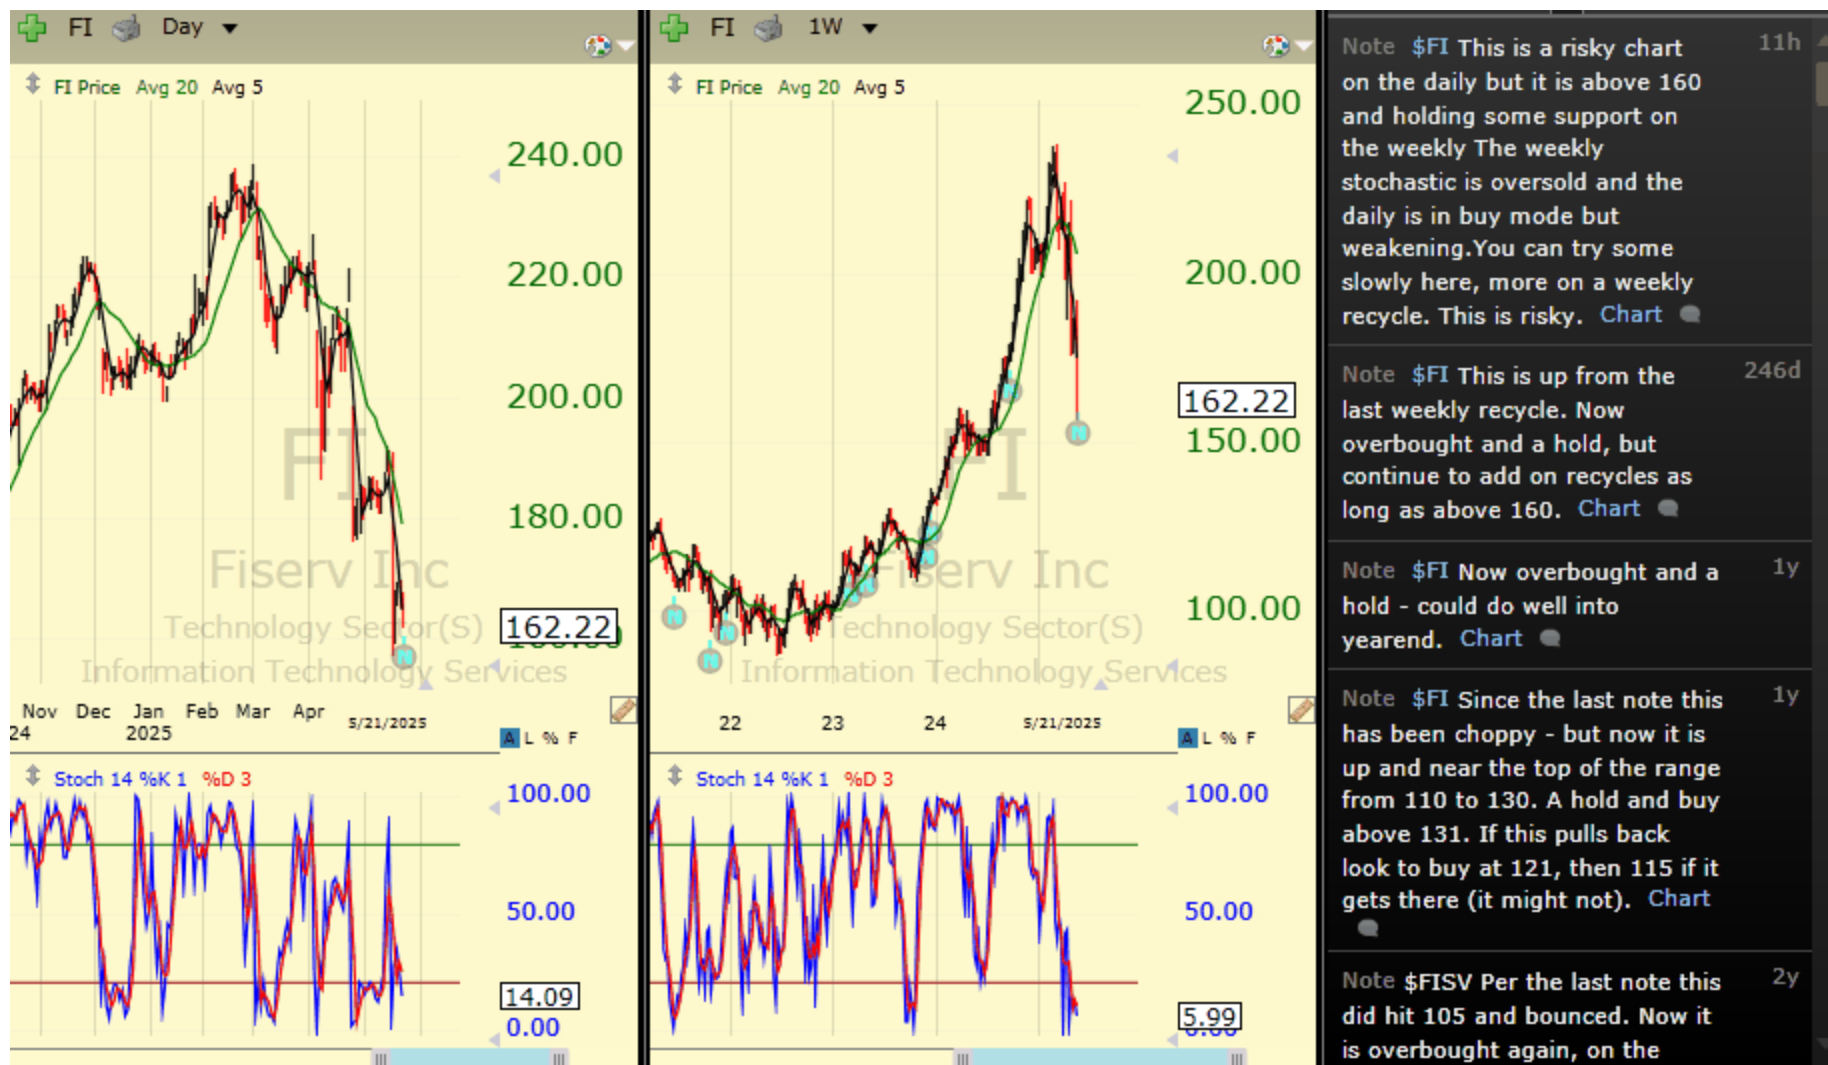 FI Day
FI Price Avg 20 Avg 5
240.00
220.00
200.00
180.00
162.22
FI
Fiserv Inc
Technology Sector(S)
Information Technology Services
N
Nov Dec Jan Feb Mar Apr 5/21/2025
24 2025
A L % F
Stoch 14 %K 1 %D 3
100.00
50.00
14.09
0.00
FI 1W
FI Price Avg 20 Avg 5
250.00
200.00
162.22
150.00
100.00
FI
Fiserv Inc
Technology Sector(S)
Information Technology Services
N
N
N
N
N
N
N
N
N
22 23 24 5/21/2025
A L % F
Stoch 14 %K 1 %D 3
100.00
50.00
5.99
Note $FI This is a risky chart 11h
on the daily but it is above 160
and holding some support on
the weekly The weekly
stochastic is oversold and the
daily is in buy mode but
weakening.You can try some
slowly here, more on a weekly
recycle. This is risky. Chart
Note $FI This is up from the 246d
last weekly recycle. Now
overbought and a hold, but
continue to add on recycles as
long as above 160. Chart
Note $FI Now overbought and a 1y
hold - could do well into
yearend. Chart
Note $FI Since the last note this 1y
has been choppy - but now it is
up and near the top of the range
from 110 to 130. A hold and buy
above 131. If this pulls back
look to buy at 121, then 115 if it
gets there (it might not). Chart
Note $FISV Per the last note this 2y
did hit 105 and bounced. Now it
is overbought again, on the